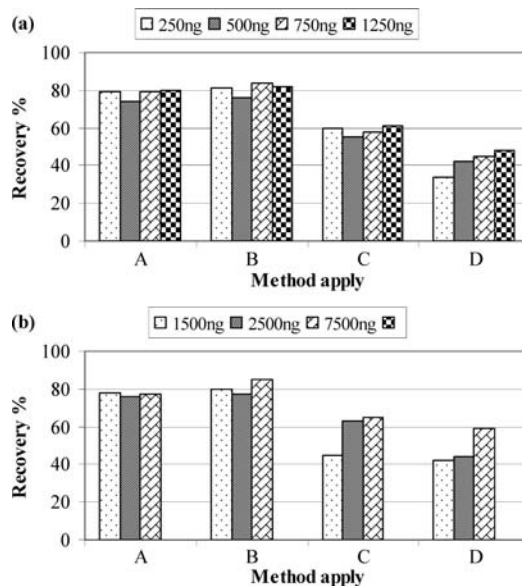 (a)
250ng 500ng 750ng 1250ng
100
80
60
40
20
0
Recovery %
A B C D
Method apply
(b)
1500ng 2500ng 7500ng
100
80
60
40
20
0
Recovery %
A B C D
Method apply